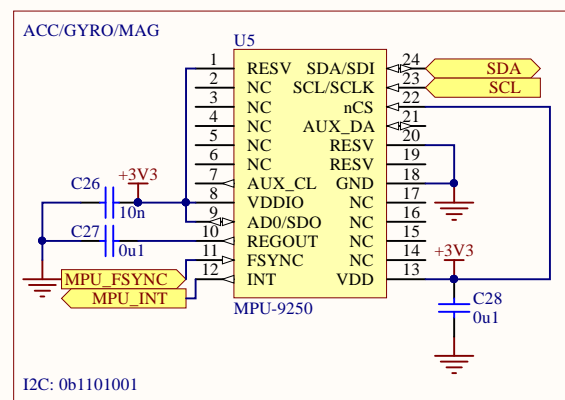 ACC/GYRO/MAG
U5
1 RESV SDA/SDI 24 SDA
2 NC SCL/SCLK 23 SCL
3 NC nCS 22
4 NC AUX_DA 21
5 NC RESV 20
6 NC RESV 19
7 AUX_CL GND 18
8 VDDIO NC 17
9 AD0/SDO NC 16
10 REGOUT NC 15
11 FSYNC NC 14
12 INT VDD 13
MPU-9250
C26
+3V3
10n
C27
0u1
MPU_FSYNC
MPU_INT
+3V3
C28
0u1
I2C: 0b1101001